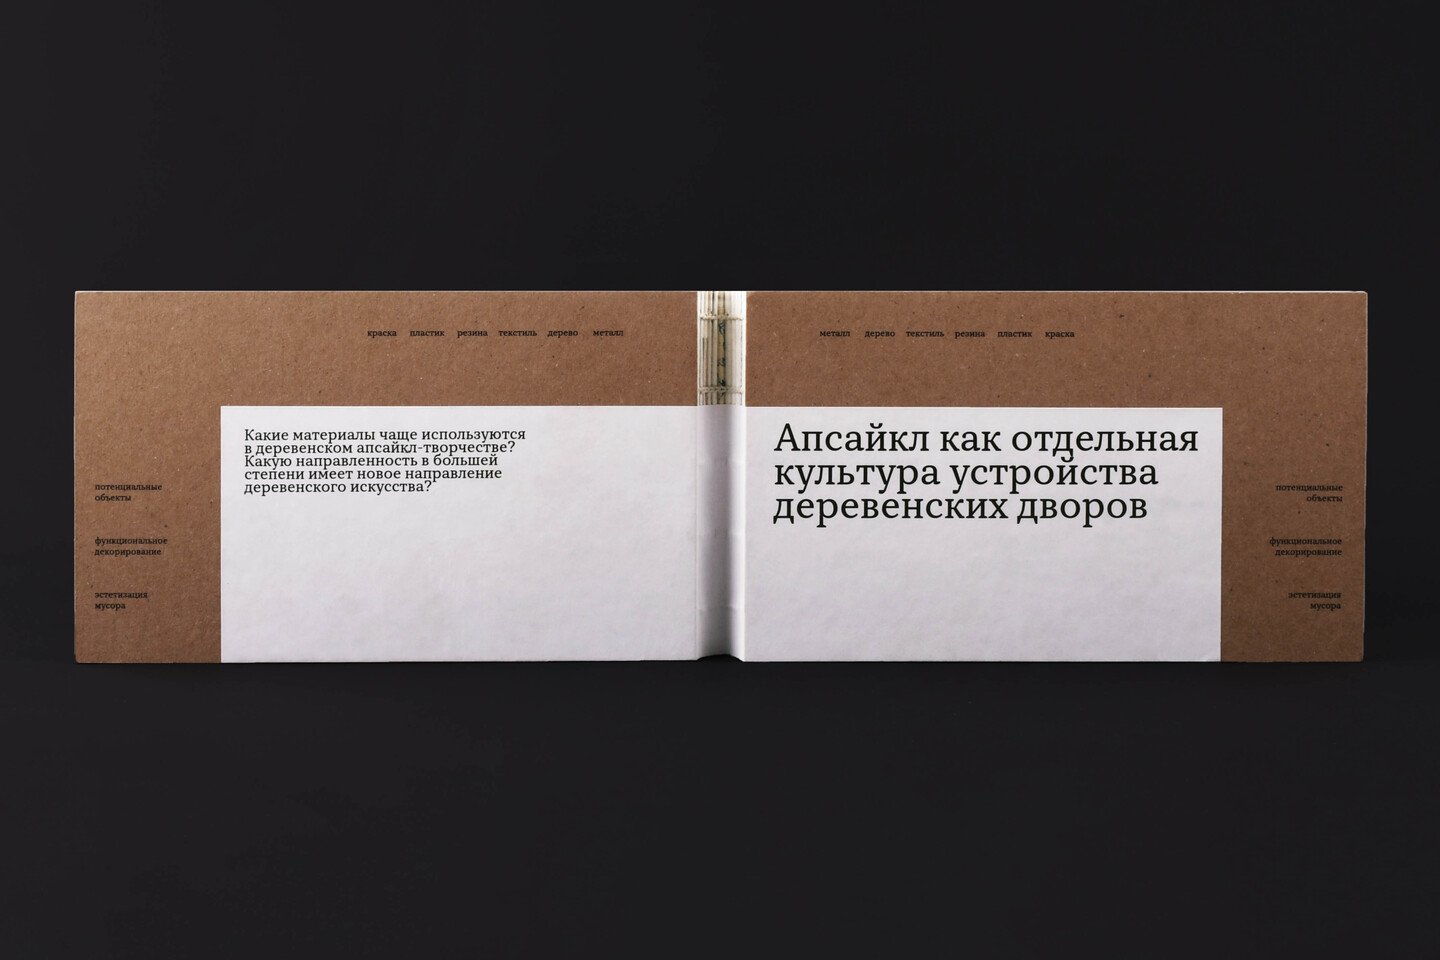 краска пластик резина текстиль дерево металл
Какие материалы чаще используются
в деревенском апсайкл-творчестве?
Какую направленность в большей
степени имеет новое направление
деревенского искусства?
потенциальные
объекты
функциональное
декорирование
эстетизация
мусора
металл дерево текстиль резина пластик краска
Апсайкл как отдельная
культура устройства
деревенских дворов
потенциальные
объекты
функциональное
декорирование
эстетизация
мусора